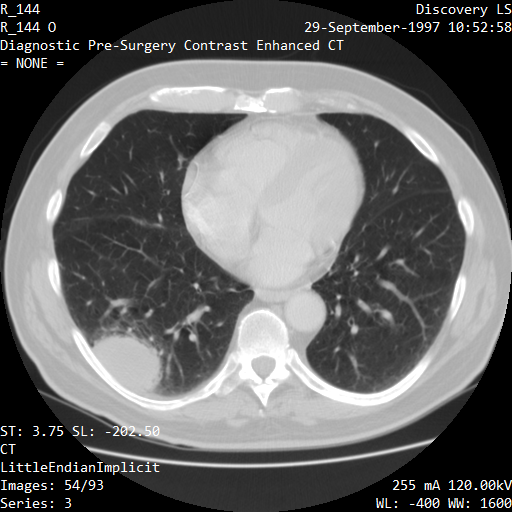 R_144
R_144 O
Diagnostic Pre-Surgery Contrast Enhanced CT
= NONE =
Discovery LS
29-September-1997 10:52:58
ST: 3.75 SL: -202.50
CT
LittleEndianImplicit
Images: 54/93
Series: 3
255 mA 120.00kV
WL: -400 WW: 1600